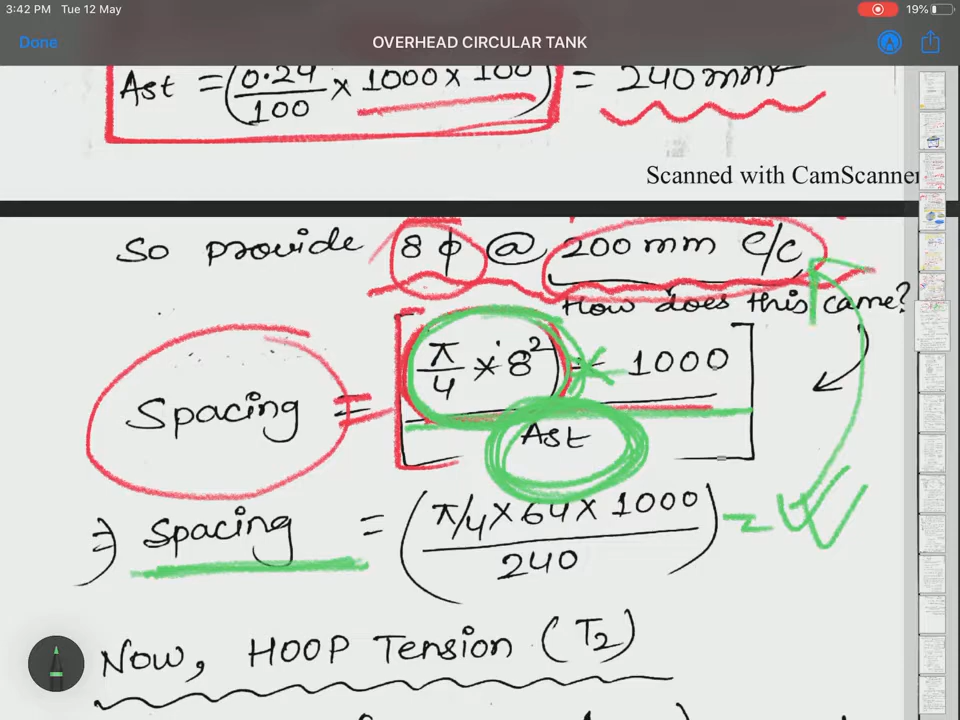 3:42 PM Tue 12 May
19%
Done
OVERHEAD CIRCULAR TANK
Ast = (0.24/100 × 1000 × 100) = 240 mm²
Scanned with CamScanner
So provide 8 φ @ 200 mm c/c
How does this came?
Spacing = [(π/4 × 8²) × 1000 / Ast]
⇒ Spacing = (π/4 × 64 × 1000 / 240) =
Now, HOOP Tension (T₂)